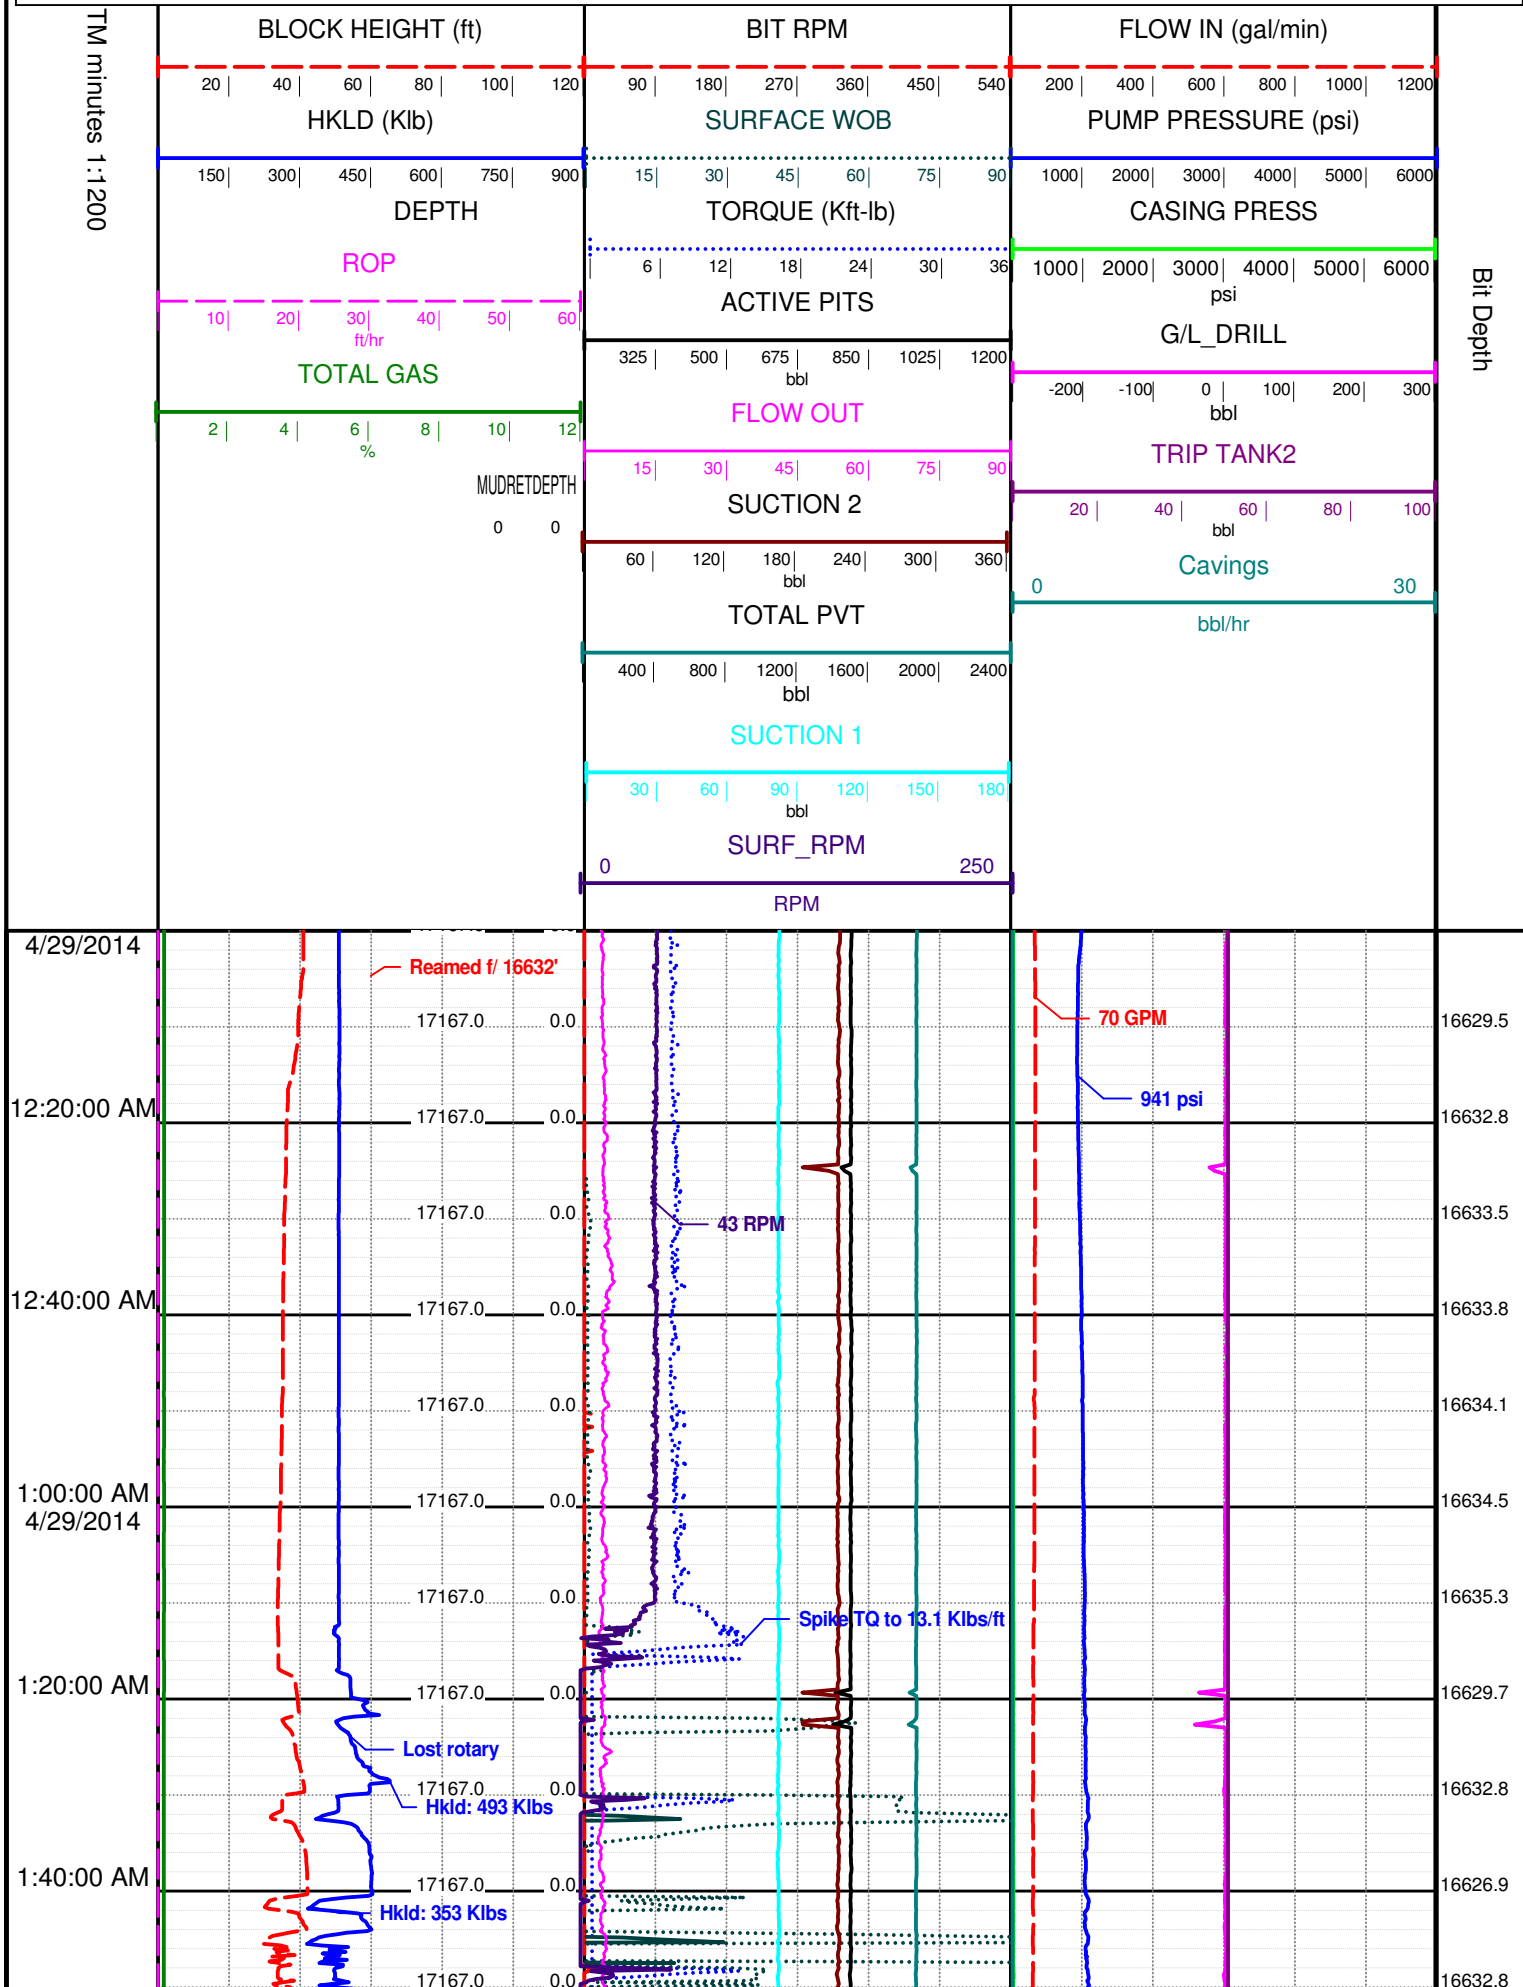 TM minutes 1:1200
BLOCK HEIGHT (ft)
20 40 60 80 100 120
HKLD (Klb)
150 300 450 600 750 900
DEPTH
ROP
10 20 30 40 50 60
ft/hr
TOTAL GAS
2 4 6 8 10 12
%
MUDRETDEPTH
0 0
BIT RPM
90 180 270 360 450 540
SURFACE WOB
15 30 45 60 75 90
TORQUE (Kft-lb)
6 12 18 24 30 36
ACTIVE PITS
325 500 675 850 1025 1200
bbl
FLOW OUT
15 30 45 60 75 90
SUCTION 2
60 120 180 240 300 360
bbl
TOTAL PVT
400 800 1200 1600 2000 2400
bbl
SUCTION 1
30 60 90 120 150 180
bbl
SURF_RPM
0 250
RPM
FLOW IN (gal/min)
200 400 600 800 1000 1200
PUMP PRESSURE (psi)
1000 2000 3000 4000 5000 6000
CASING PRESS
1000 2000 3000 4000 5000 6000
psi
G/L_DRILL
-200 -100 0 100 200 300
bbl
TRIP TANK2
20 40 60 80 100
bbl
Cavings
0 30
bbl/hr
Bit Depth
4/29/2014
Reamed f/ 16632'
70 GPM
17167.0 0.0 16629.5
941 psi
12:20:00 AM 17167.0 0.0 16632.8
17167.0 0.0 16633.5
43 RPM
12:40:00 AM 17167.0 0.0 16633.8
17167.0 0.0 16634.1
1:00:00 AM 17167.0 0.0 16634.5
4/29/2014
17167.0 0.0 16635.3
Spike TQ to 13.1 Klbs/ft
1:20:00 AM 17167.0 0.0 16629.7
Lost rotary
17167.0 0.0 16632.8
Hkld: 493 Klbs
1:40:00 AM 17167.0 0.0 16626.9
Hkld: 353 Klbs
17167.0 0.0 16632.8